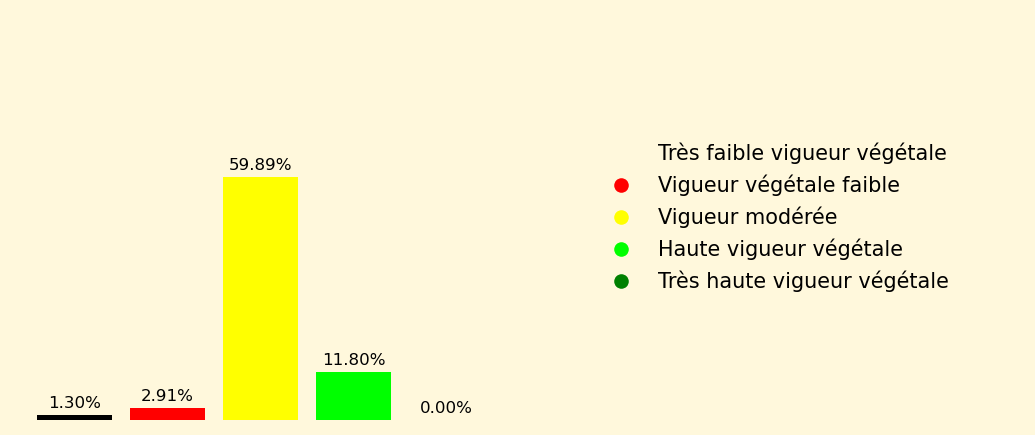 59.89%
11.80%
2.91%
1.30%
0.00%
Très faible vigueur végétale
Vigueur végétale faible
Vigueur modérée
Haute vigueur végétale
Très haute vigueur végétale